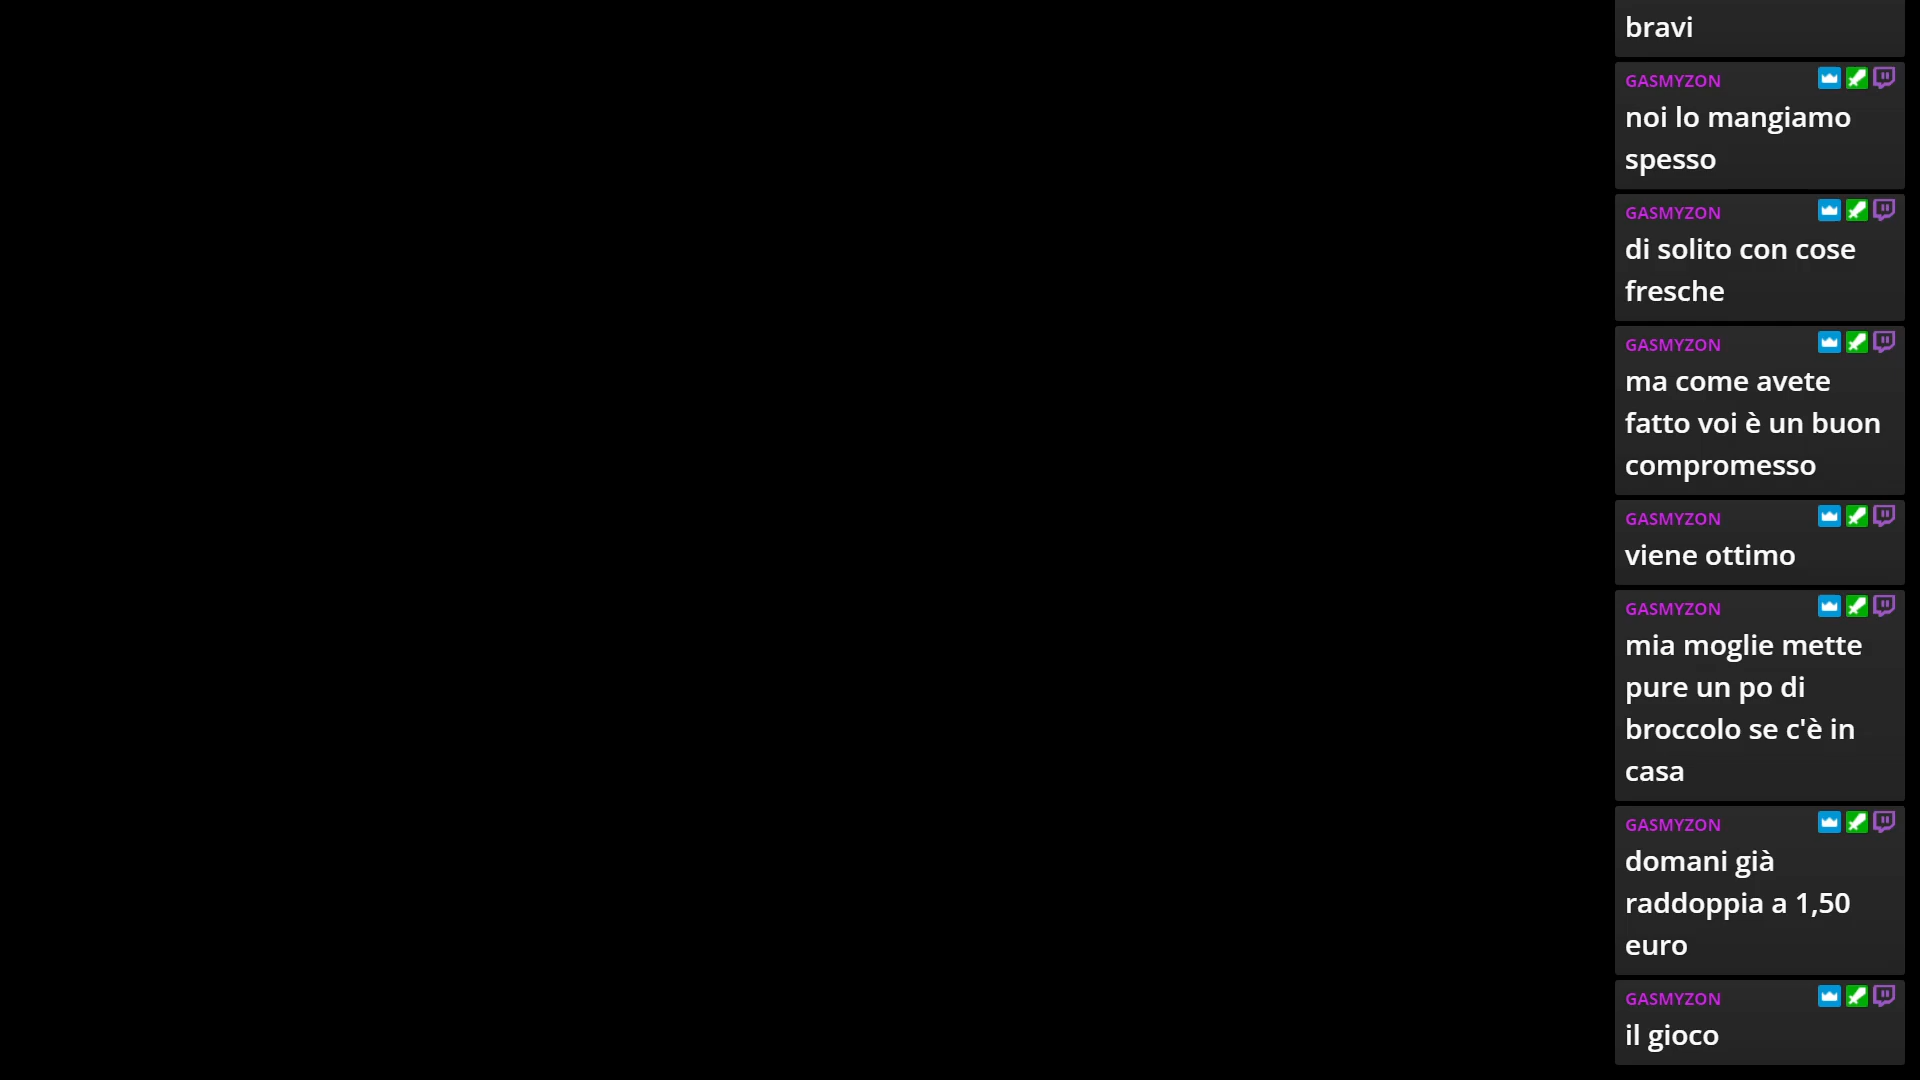 bravi
GASMYZON
noi lo mangiamo
spesso
GASMYZON
di solito con cose
fresche
GASMYZON
ma come avete
fatto voi è un buon
compromesso
GASMYZON
viene ottimo
GASMYZON
mia moglie mette
pure un po di
broccolo se c'è in
casa
GASMYZON
domani già
raddoppia a 1,50
euro
GASMYZON
il gioco